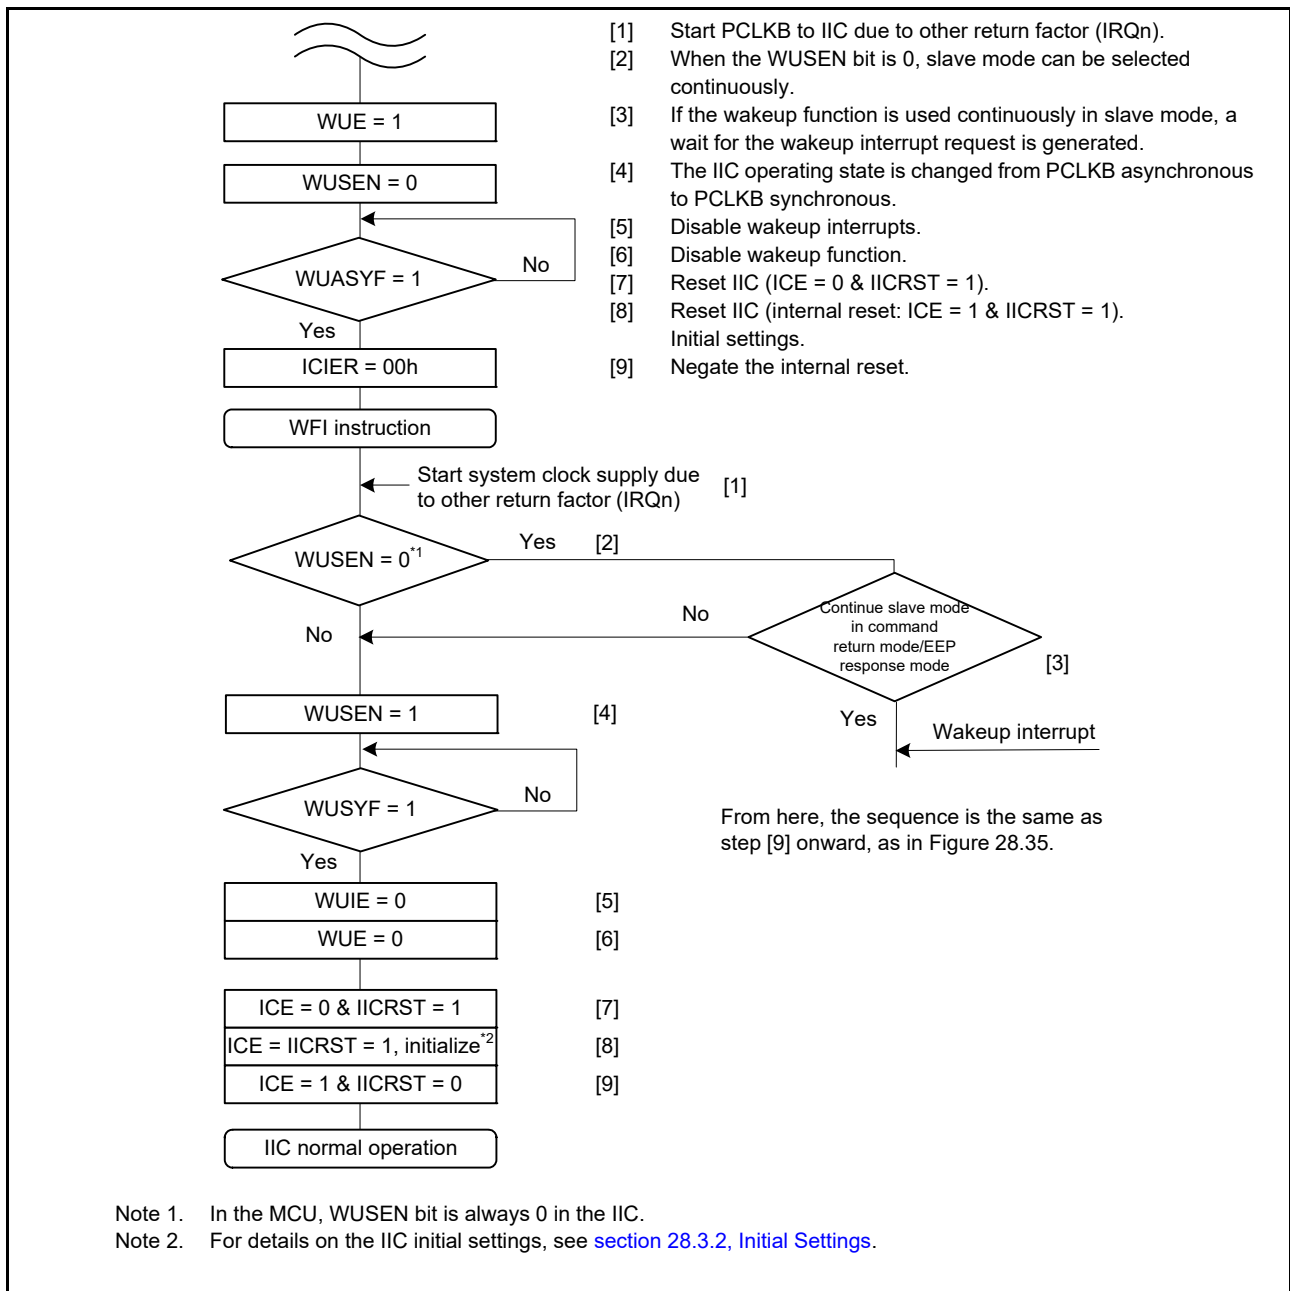 [1] Start PCLKB to IIC due to other return factor (IRQn).
[2] When the WUSEN bit is 0, slave mode can be selected
continuously.
[3] If the wakeup function is used continuously in slave mode, a
wait for the wakeup interrupt request is generated.
[4] The IIC operating state is changed from PCLKB asynchronous
to PCLKB synchronous.
[5] Disable wakeup interrupts.
[6] Disable wakeup function.
[7] Reset IIC (ICE = 0 & IICRST = 1).
[8] Reset IIC (internal reset: ICE = 1 & IICRST = 1).
Initial settings.
[9] Negate the internal reset.
WUE = 1
WUSEN = 0
WUASYF = 1
No
Yes
ICIER = 00h
WFI instruction
Start system clock supply due
to other return factor (IRQn)
[1]
WUSEN = 0*1
Yes
[2]
No
No
Continue slave mode
in command
return mode/EEP
response mode
[3]
Yes
Wakeup interrupt
From here, the sequence is the same as
step [9] onward, as in Figure 28.35.
WUSEN = 1
[4]
WUSYF = 1
No
Yes
WUIE = 0
[5]
WUE = 0
[6]
ICE = 0 & IICRST = 1
[7]
ICE = IICRST = 1, initialize*2
[8]
ICE = 1 & IICRST = 0
[9]
IIC normal operation
Note 1. In the MCU, WUSEN bit is always 0 in the IIC.
Note 2. For details on the IIC initial settings, see section 28.3.2, Initial Settings.